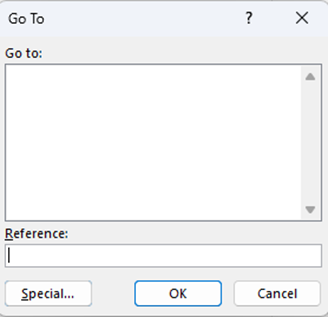 Go To ?
Go to:
Reference:
Special... OK Cancel